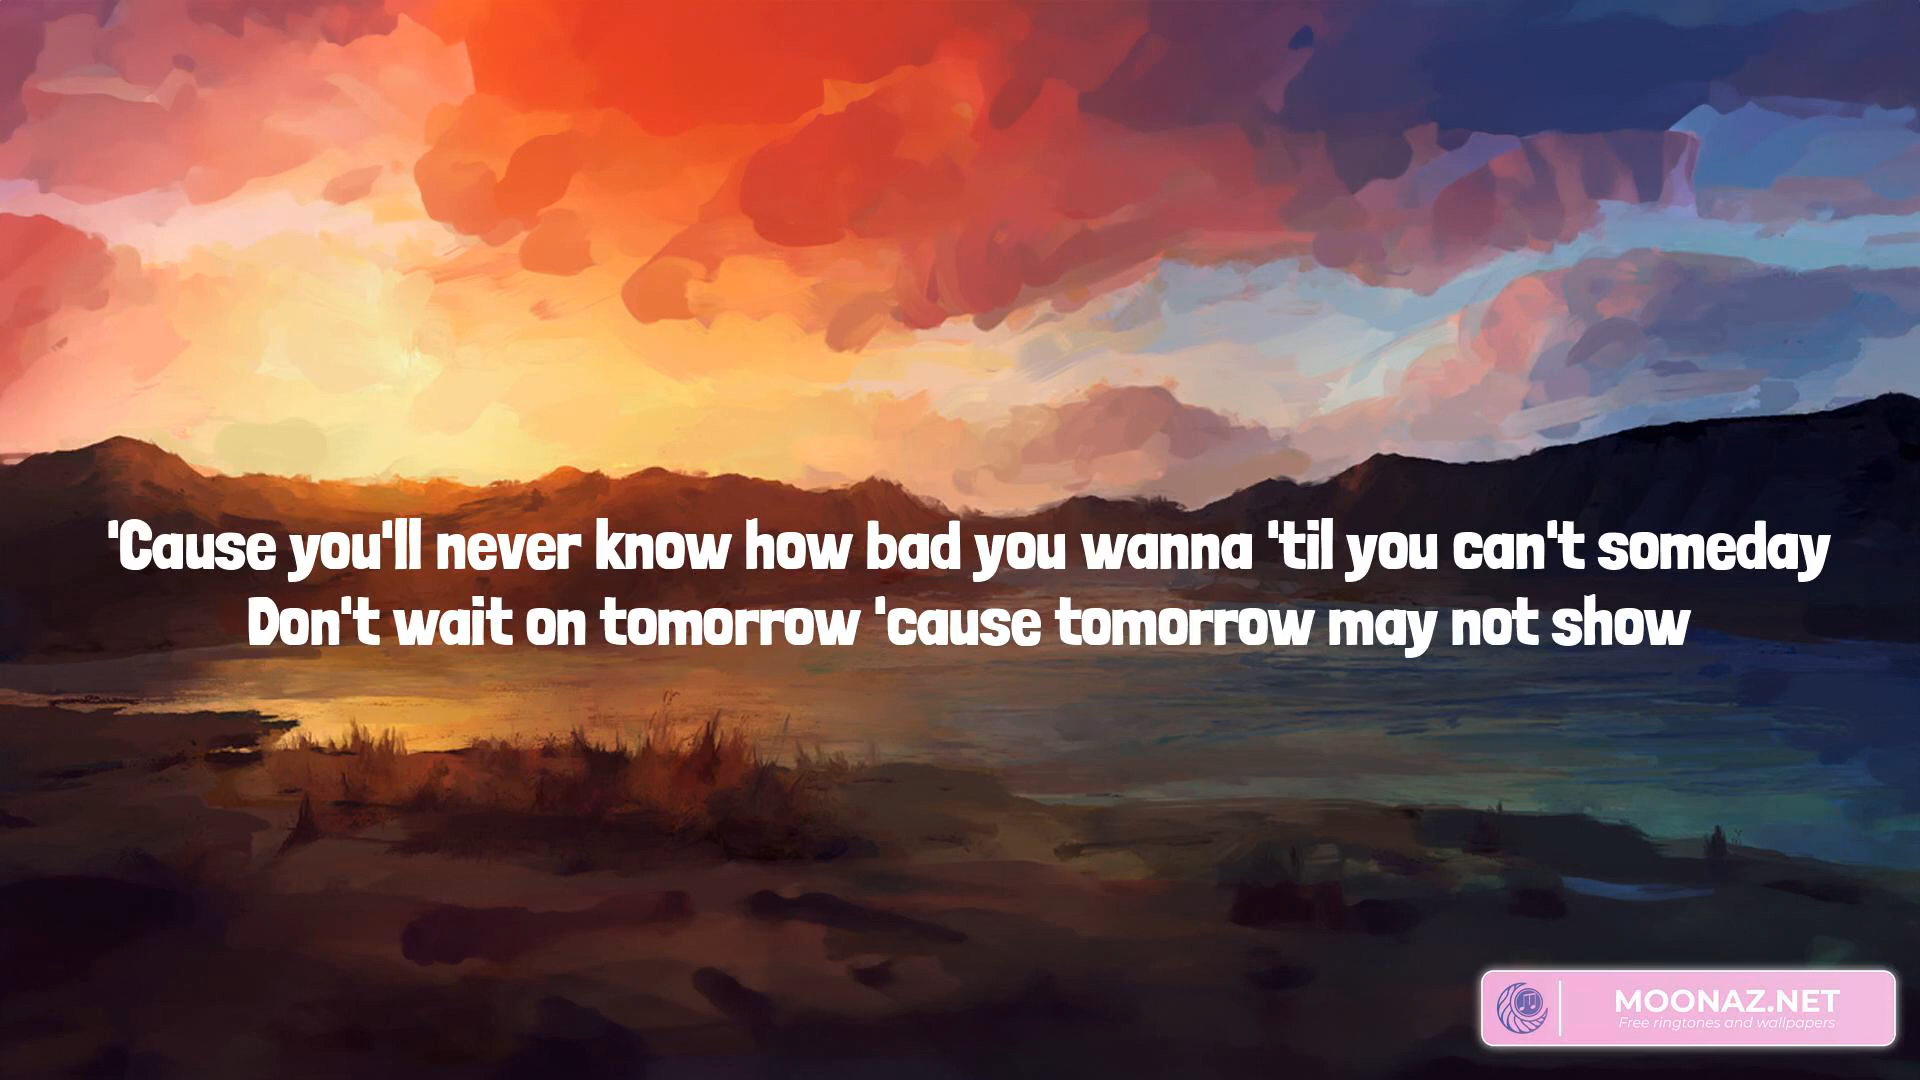 'Cause you'll never know how bad you wanna 'til you can't someday
Don't wait on tomorrow 'cause tomorrow may not show
MOONAZ.NET
Free ringtones and wallpapers